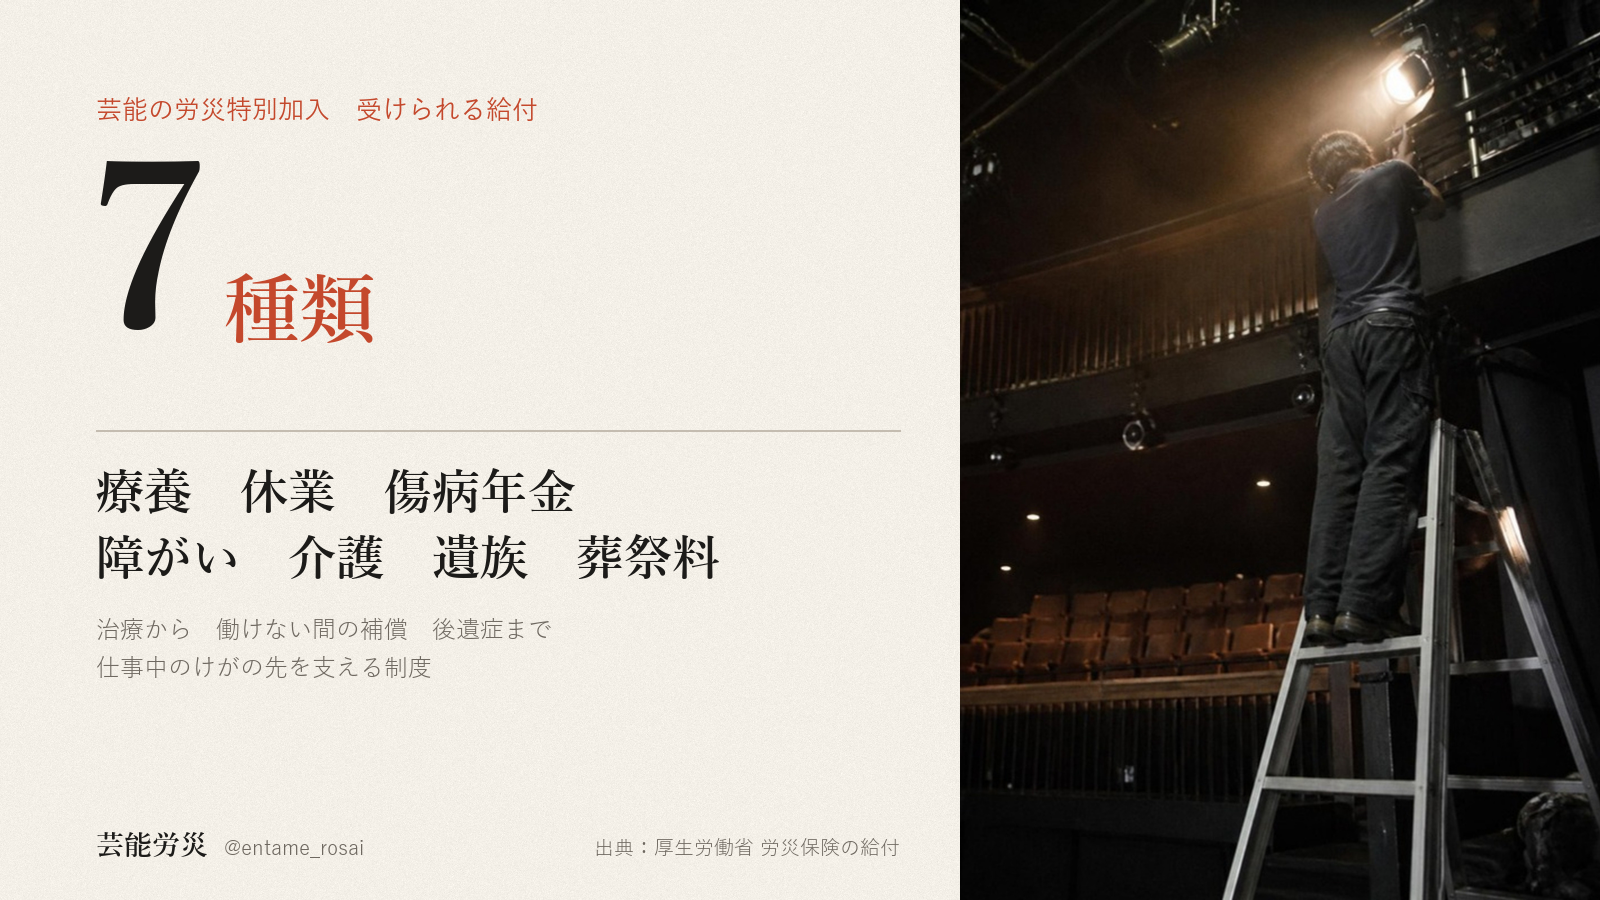 芸能の労災特別加入　受けられる給付
7種類
療養　休業　傷病年金
障がい　介護　遺族　葬祭料
治療から　働けない間の補償　後遺症まで
仕事中のけがの先を支える制度
芸能労災 @entame_rosai
出典：厚生労働省 労災保険の給付